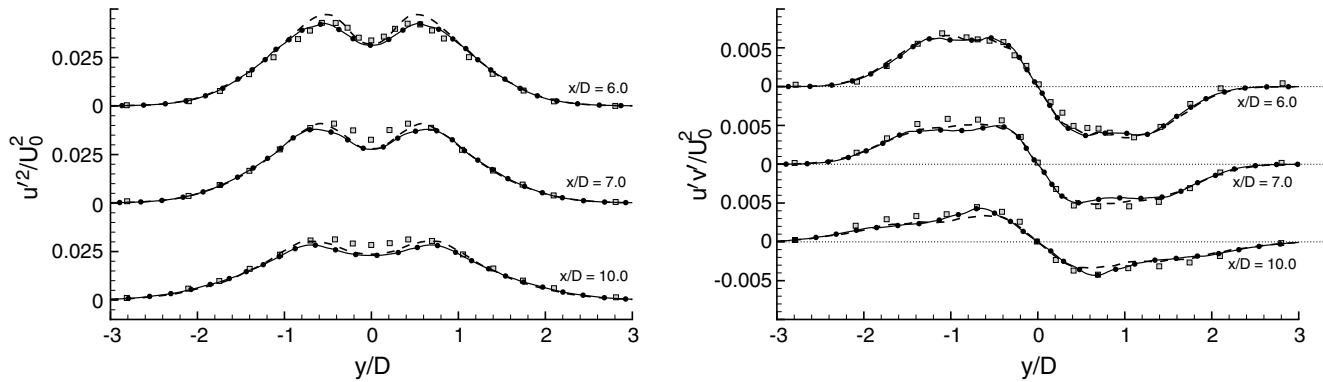 0.025
0
x/D = 6.0
0.025
0
x/D = 7.0
0.025
0
x/D = 10.0
u'²/U₀²
-3 -2 -1 0 1 2 3
y/D
0.005
0
x/D = 6.0
0.005
0
x/D = 7.0
0.005
0
x/D = 10.0
-0.005
u'v'/U₀²
-3 -2 -1 0 1 2 3
y/D